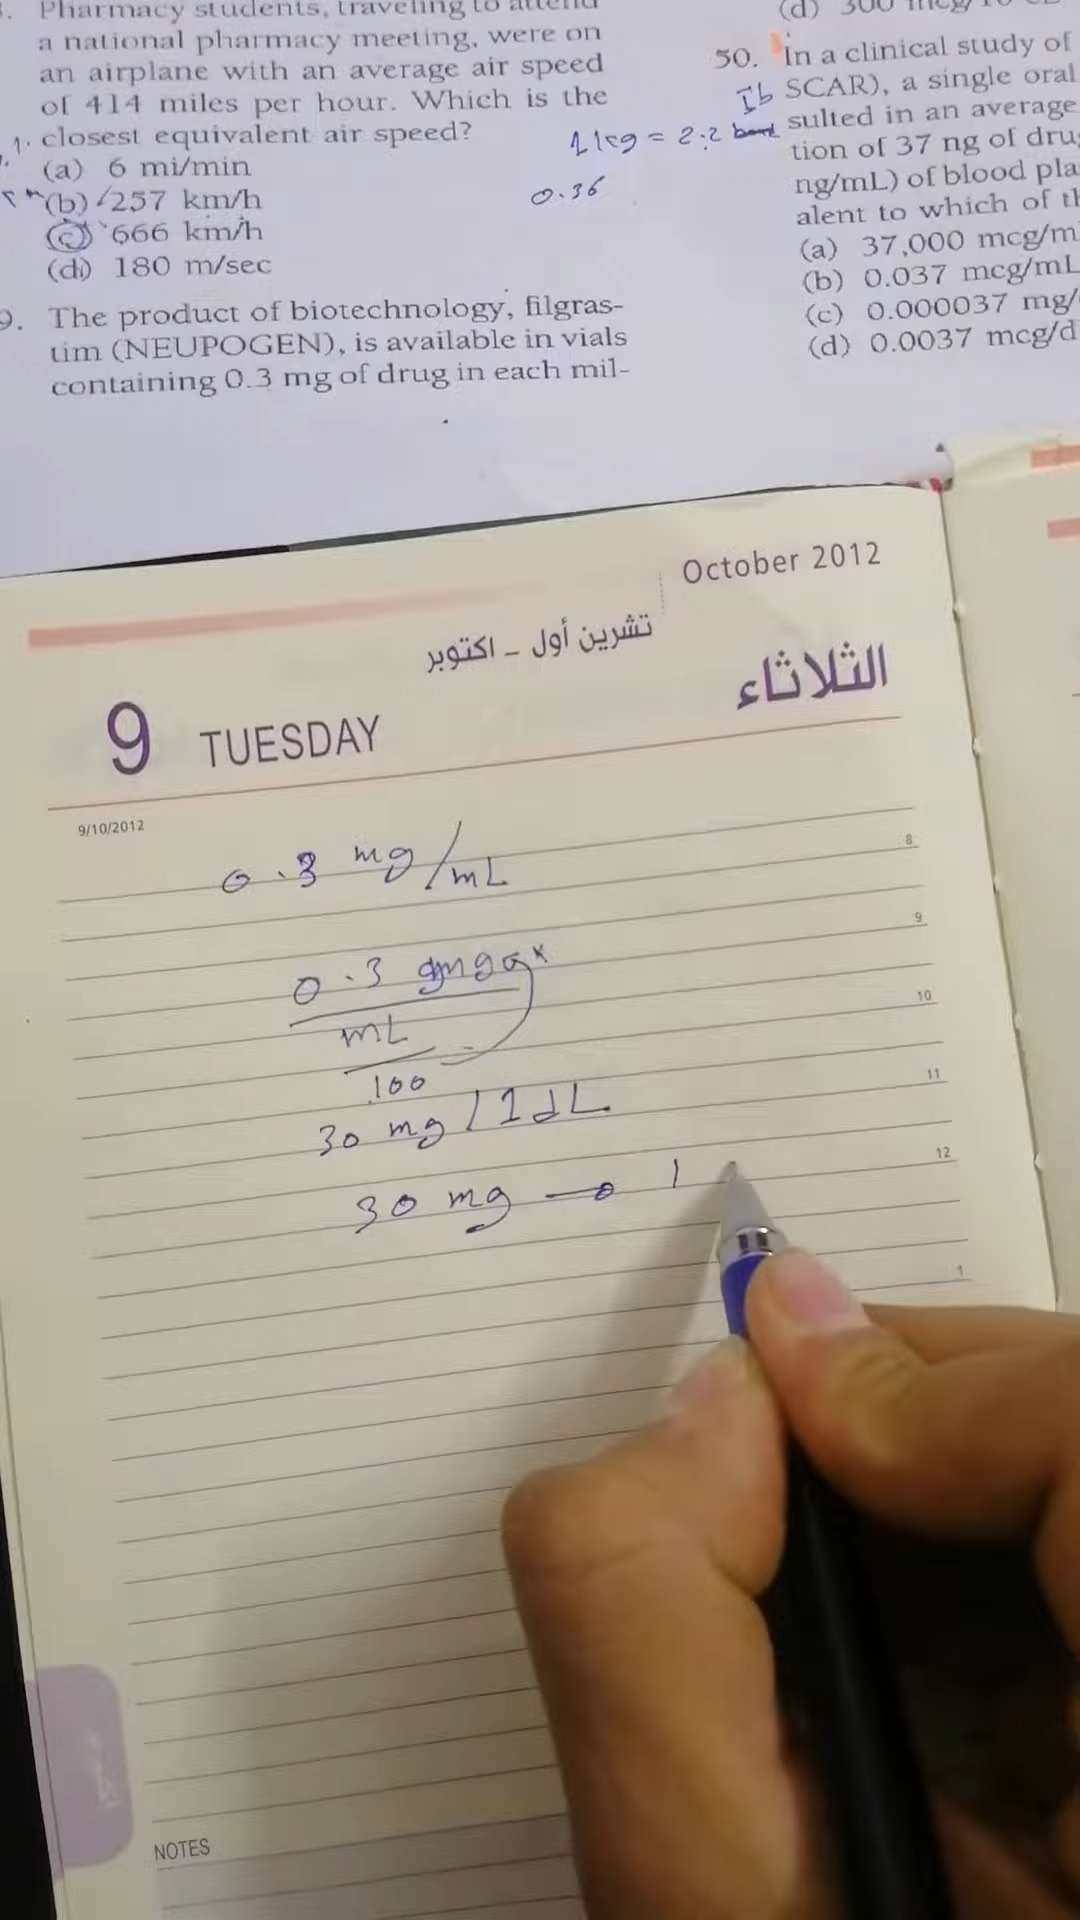 Pharmacy students, traveling to attend
a national pharmacy meeting, were on
an airplane with an average air speed
of 414 miles per hour. Which is the
closest equivalent air speed?
(a) 6 mi/min
(b) 257 km/h
(c) 666 km/h
(d) 180 m/sec
9. The product of biotechnology, filgras-
tim (NEUPOGEN), is available in vials
containing 0.3 mg of drug in each mil-
1 kg = 2.2
Ib
0.36
(d) 300 mcg/10
50. In a clinical study of
SCAR), a single oral
sulted in an average
tion of 37 ng of dru
ng/mL) of blood pla
alent to which of th
(a) 37,000 mcg/m
(b) 0.037 mcg/mL
(c) 0.000037 mg/
(d) 0.0037 mcg/d
October 2012
تشرين أول - اكتوبر
الثلاثاء
9 TUESDAY
9/10/2012
0.3 mg/mL
8
9
0.3
mL
10
100
11
30 mg / 1dL
12
30 mg → 1
1
NOTES